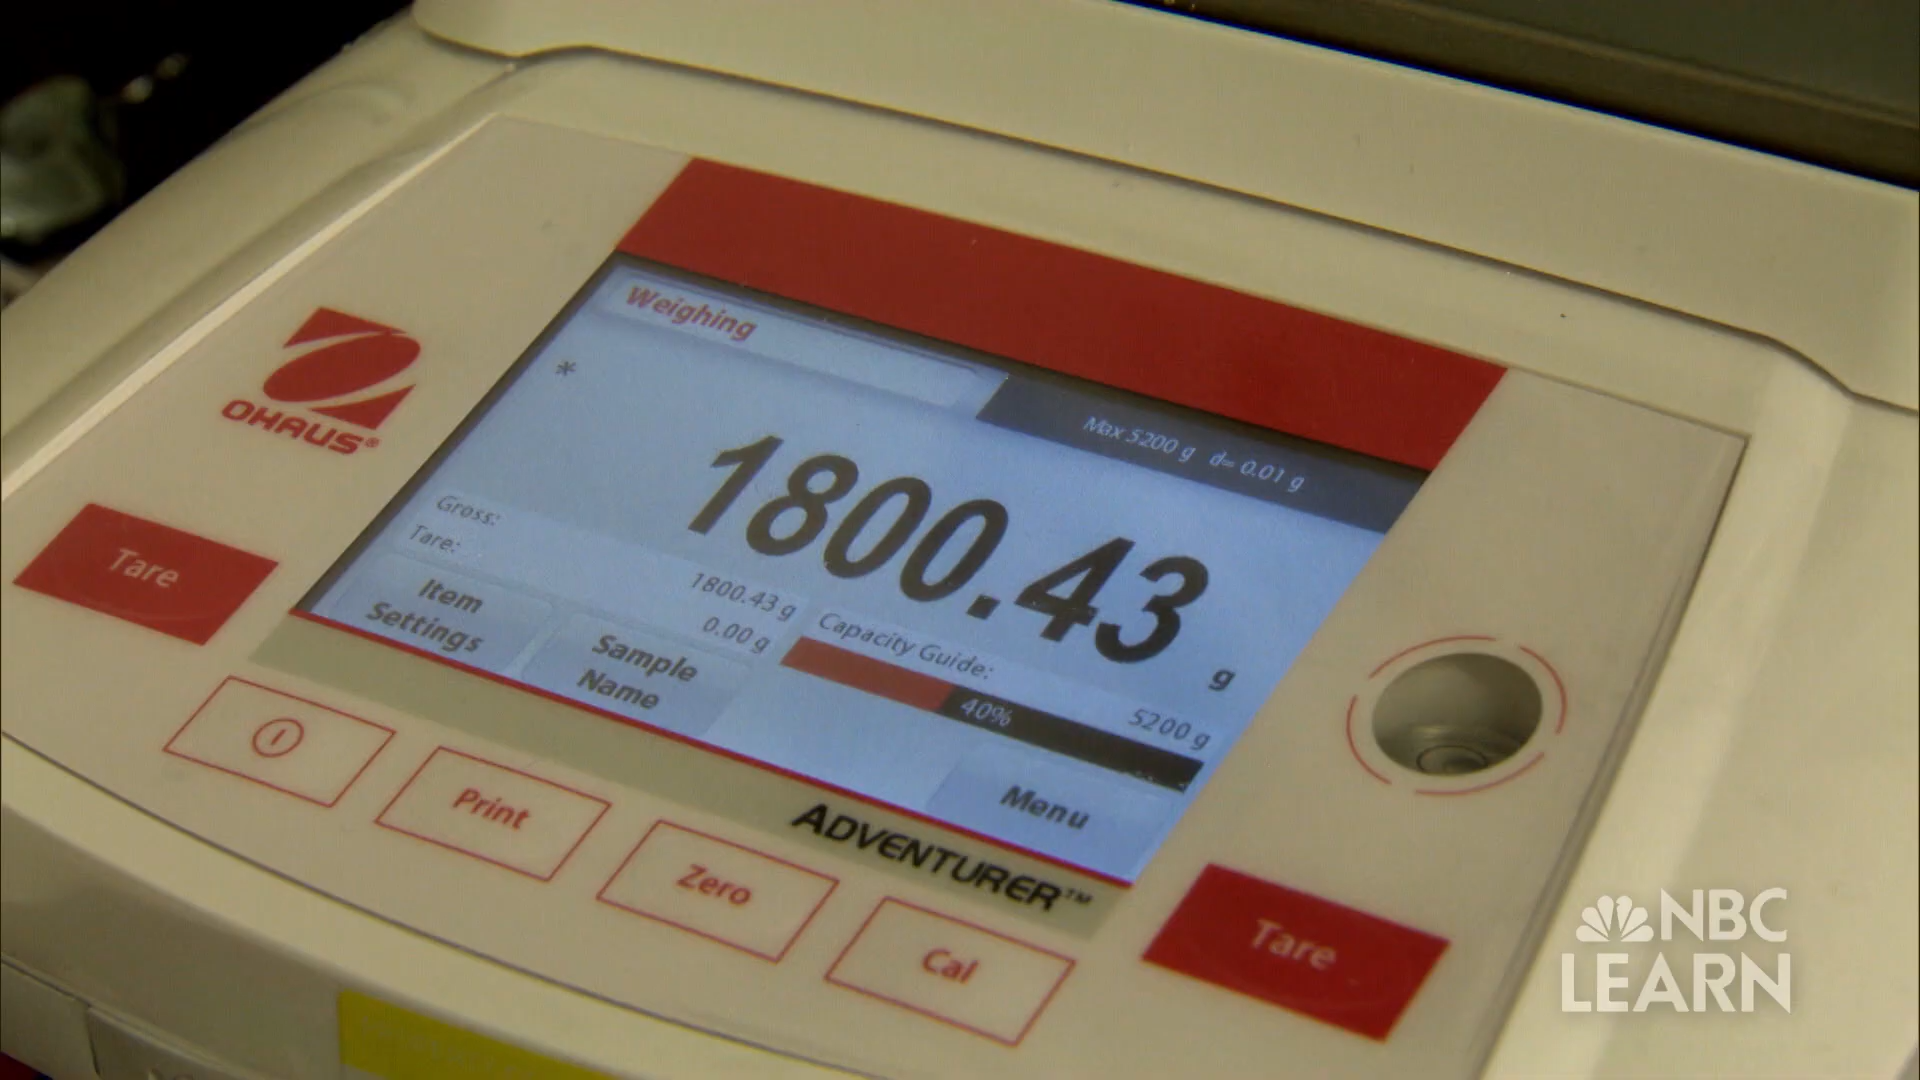 Weighing
Max 5200 g d= 0.01 g
*
1800.43 g
Gross:
1800.43 g
Tare:
0.00 g
Item
Settings
Sample
Name
Capacity Guide:
40%
5200 g
Menu
OHAUS®
Tare
Print
Zero
Cal
ADVENTURER™
Tare
NBC
LEARN